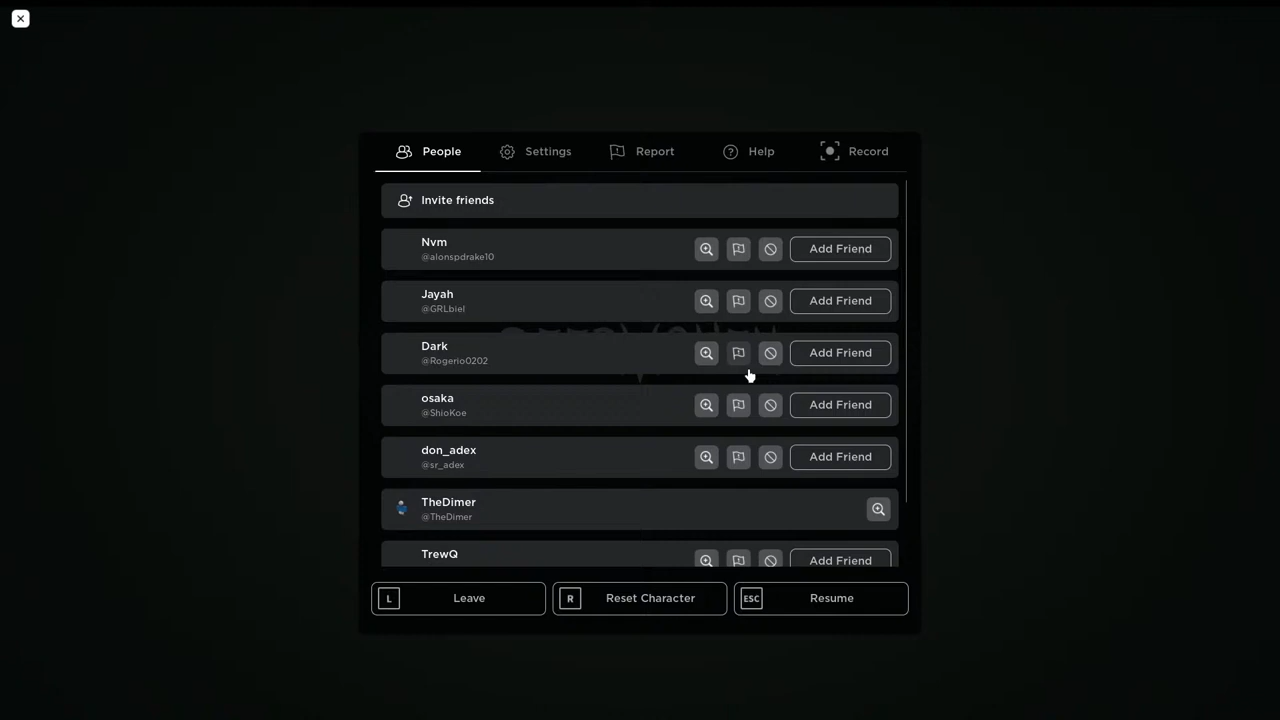 People
Settings
Report
Help
Record
Invite friends
Nvm
@alonspdrake10
Add Friend
Jayah
@GRLbiel
Add Friend
Dark
@Rogerio0202
Add Friend
osaka
@ShioKoe
Add Friend
don_adex
@sr_adex
Add Friend
TheDimer
@TheDimer
TrewQ
Add Friend
L
Leave
R
Reset Character
ESC
Resume